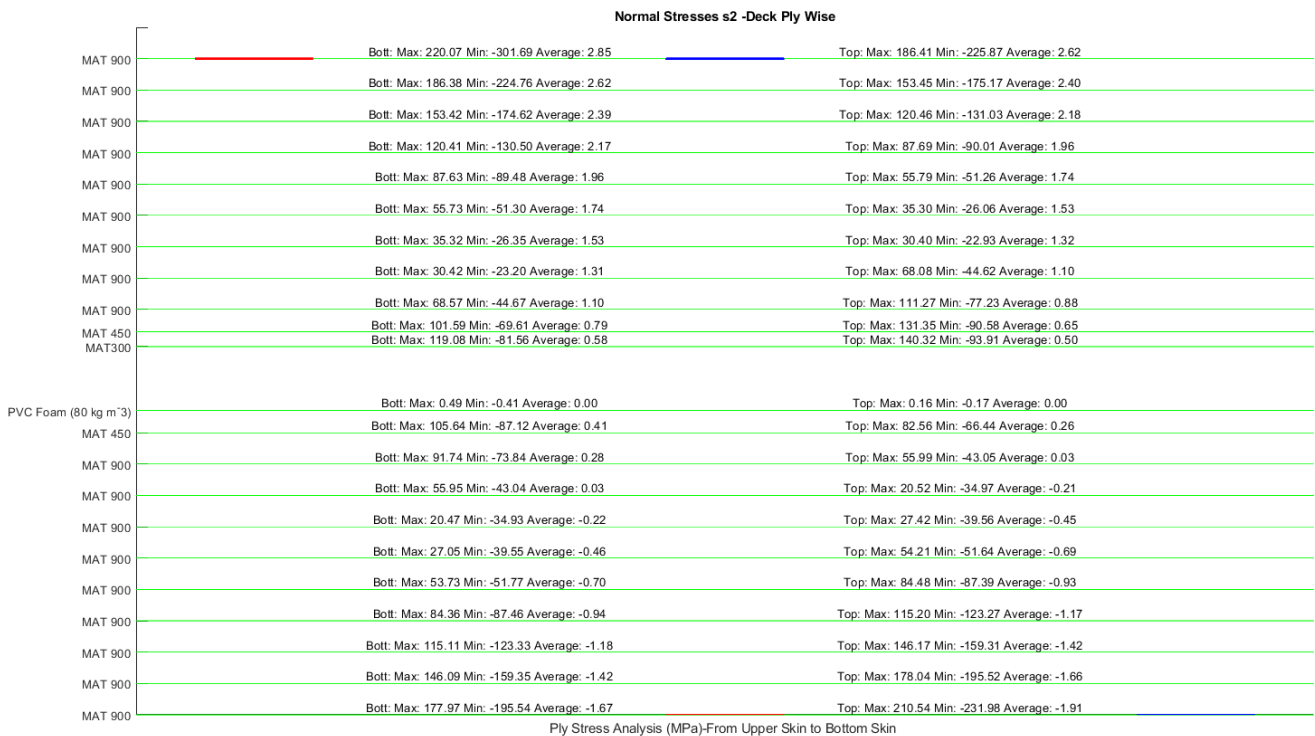 Normal Stresses s2 -Deck Ply Wise
MAT 900 Bott: Max: 220.07 Min: -301.69 Average: 2.85 Top: Max: 186.41 Min: -225.87 Average: 2.62
MAT 900 Bott: Max: 186.38 Min: -224.76 Average: 2.62 Top: Max: 153.45 Min: -175.17 Average: 2.40
MAT 900 Bott: Max: 153.42 Min: -174.62 Average: 2.39 Top: Max: 120.46 Min: -131.03 Average: 2.18
MAT 900 Bott: Max: 120.41 Min: -130.50 Average: 2.17 Top: Max: 87.69 Min: -90.01 Average: 1.96
MAT 900 Bott: Max: 87.63 Min: -89.48 Average: 1.96 Top: Max: 55.79 Min: -51.26 Average: 1.74
MAT 900 Bott: Max: 55.73 Min: -51.30 Average: 1.74 Top: Max: 35.30 Min: -26.06 Average: 1.53
MAT 900 Bott: Max: 35.32 Min: -26.35 Average: 1.53 Top: Max: 30.40 Min: -22.93 Average: 1.32
MAT 900 Bott: Max: 30.42 Min: -23.20 Average: 1.31 Top: Max: 68.08 Min: -44.62 Average: 1.10
MAT 900 Bott: Max: 68.57 Min: -44.67 Average: 1.10 Top: Max: 111.27 Min: -77.23 Average: 0.88
MAT 450 Bott: Max: 101.59 Min: -69.61 Average: 0.79 Top: Max: 131.35 Min: -90.58 Average: 0.65
MAT300 Bott: Max: 119.08 Min: -81.56 Average: 0.58 Top: Max: 140.32 Min: -93.91 Average: 0.50
PVC Foam (80 kg mˆ3) Bott: Max: 0.49 Min: -0.41 Average: 0.00 Top: Max: 0.16 Min: -0.17 Average: 0.00
MAT 450 Bott: Max: 105.64 Min: -87.12 Average: 0.41 Top: Max: 82.56 Min: -66.44 Average: 0.26
MAT 900 Bott: Max: 91.74 Min: -73.84 Average: 0.28 Top: Max: 55.99 Min: -43.05 Average: 0.03
MAT 900 Bott: Max: 55.95 Min: -43.04 Average: 0.03 Top: Max: 20.52 Min: -34.97 Average: -0.21
MAT 900 Bott: Max: 20.47 Min: -34.93 Average: -0.22 Top: Max: 27.42 Min: -39.56 Average: -0.45
MAT 900 Bott: Max: 27.05 Min: -39.55 Average: -0.46 Top: Max: 54.21 Min: -51.64 Average: -0.69
MAT 900 Bott: Max: 53.73 Min: -51.77 Average: -0.70 Top: Max: 84.48 Min: -87.39 Average: -0.93
MAT 900 Bott: Max: 84.36 Min: -87.46 Average: -0.94 Top: Max: 115.20 Min: -123.27 Average: -1.17
MAT 900 Bott: Max: 115.11 Min: -123.33 Average: -1.18 Top: Max: 146.17 Min: -159.31 Average: -1.42
MAT 900 Bott: Max: 146.09 Min: -159.35 Average: -1.42 Top: Max: 178.04 Min: -195.52 Average: -1.66
MAT 900 Bott: Max: 177.97 Min: -195.54 Average: -1.67 Top: Max: 210.54 Min: -231.98 Average: -1.91
Ply Stress Analysis (MPa)-From Upper Skin to Bottom Skin